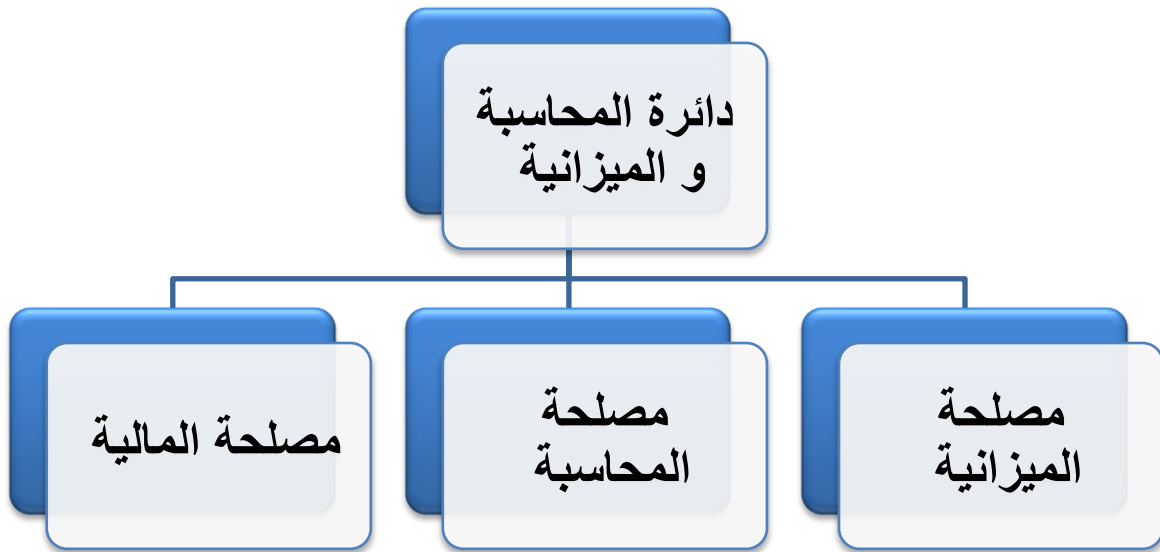 دائرة المحاسبة
و الميزانية
مصلحة
الميزانية
مصلحة
المحاسبة
مصلحة المالية